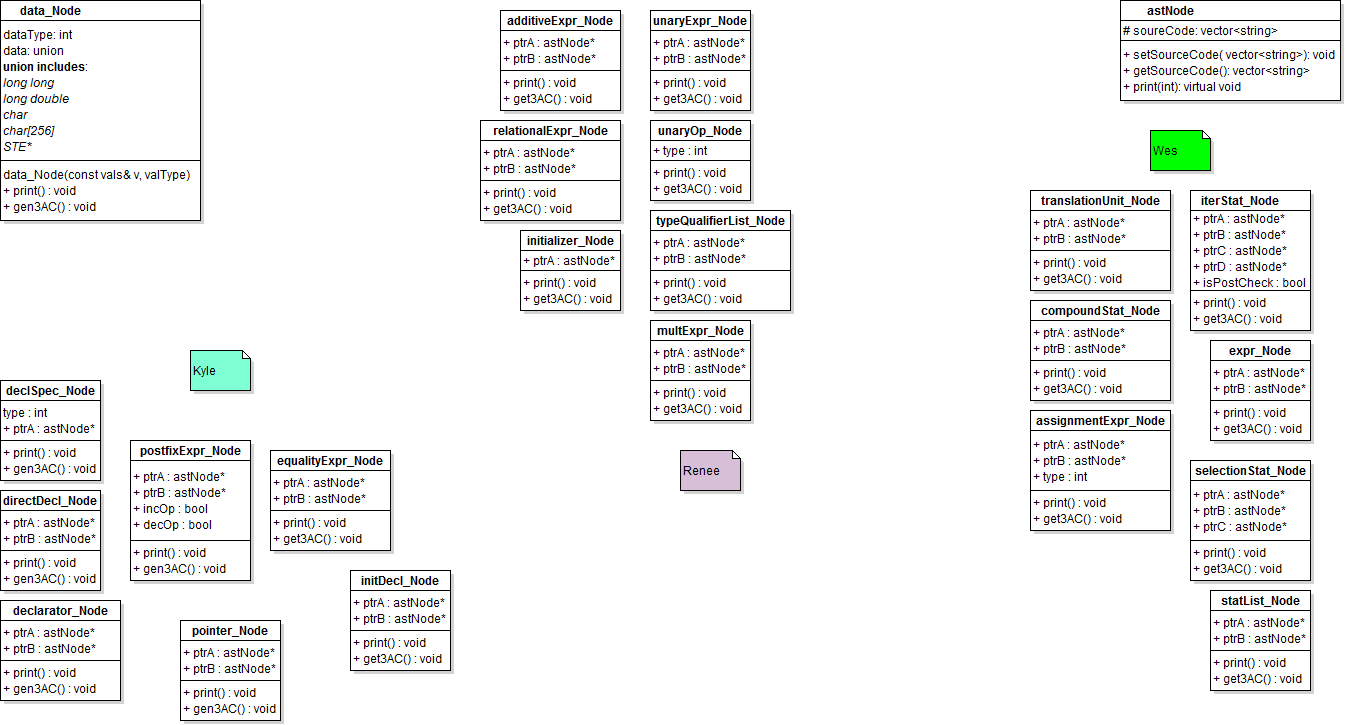 data_Node
dataType: int
data: union
union includes:
long long
long double
char
char[256]
STE*
data_Node(const vals& v, valType)
+ print() : void
+ gen3AC() : void
Kyle
declSpec_Node
type : int
+ ptrA : astNode*
+ print() : void
+ gen3AC() : void
directDecl_Node
+ ptrA : astNode*
+ ptrB : astNode*
+ print() : void
+ gen3AC() : void
declarator_Node
+ ptrA : astNode*
+ ptrB : astNode*
+ print() : void
+ gen3AC() : void
postfixExpr_Node
+ ptrA : astNode*
+ ptrB : astNode*
+ incOp : bool
+ decOp : bool
+ print() : void
+ gen3AC() : void
pointer_Node
+ ptrA : astNode*
+ ptrB : astNode*
+ print() : void
+ gen3AC() : void
equalityExpr_Node
+ ptrA : astNode*
+ ptrB : astNode*
+ print() : void
+ get3AC() : void
initDecl_Node
+ ptrA : astNode*
+ ptrB : astNode*
+ print() : void
+ get3AC() : void
additiveExpr_Node
+ ptrA : astNode*
+ ptrB : astNode*
+ print() : void
+ get3AC() : void
relationalExpr_Node
+ ptrA : astNode*
+ ptrB : astNode*
+ print() : void
+ get3AC() : void
initializer_Node
+ ptrA : astNode*
+ print() : void
+ get3AC() : void
unaryExpr_Node
+ ptrA : astNode*
+ ptrB : astNode*
+ print() : void
+ get3AC() : void
unaryOp_Node
+ type : int
+ print() : void
+ get3AC() : void
typeQualifierList_Node
+ ptrA : astNode*
+ ptrB : astNode*
+ print() : void
+ get3AC() : void
multExpr_Node
+ ptrA : astNode*
+ ptrB : astNode*
+ print() : void
+ get3AC() : void
Renee
astNode
# soureCode: vector<string>
+ setSourceCode( vector<string>): void
+ getSourceCode(): vector<string>
+ print(int): virtual void
Wes
translationUnit_Node
+ ptrA : astNode*
+ ptrB : astNode*
+ print() : void
+ get3AC() : void
compoundStat_Node
+ ptrA : astNode*
+ ptrB : astNode*
+ print() : void
+ get3AC() : void
assignmentExpr_Node
+ ptrA : astNode*
+ ptrB : astNode*
+ type : int
+ print() : void
+ get3AC() : void
iterStat_Node
+ ptrA : astNode*
+ ptrB : astNode*
+ ptrC : astNode*
+ ptrD : astNode*
+ isPostCheck : bool
+ print() : void
+ get3AC() : void
expr_Node
+ ptrA : astNode*
+ ptrB : astNode*
+ print() : void
+ get3AC() : void
selectionStat_Node
+ ptrA : astNode*
+ ptrB : astNode*
+ ptrC : astNode*
+ print() : void
+ get3AC() : void
statList_Node
+ ptrA : astNode*
+ ptrB : astNode*
+ print() : void
+ get3AC() : void